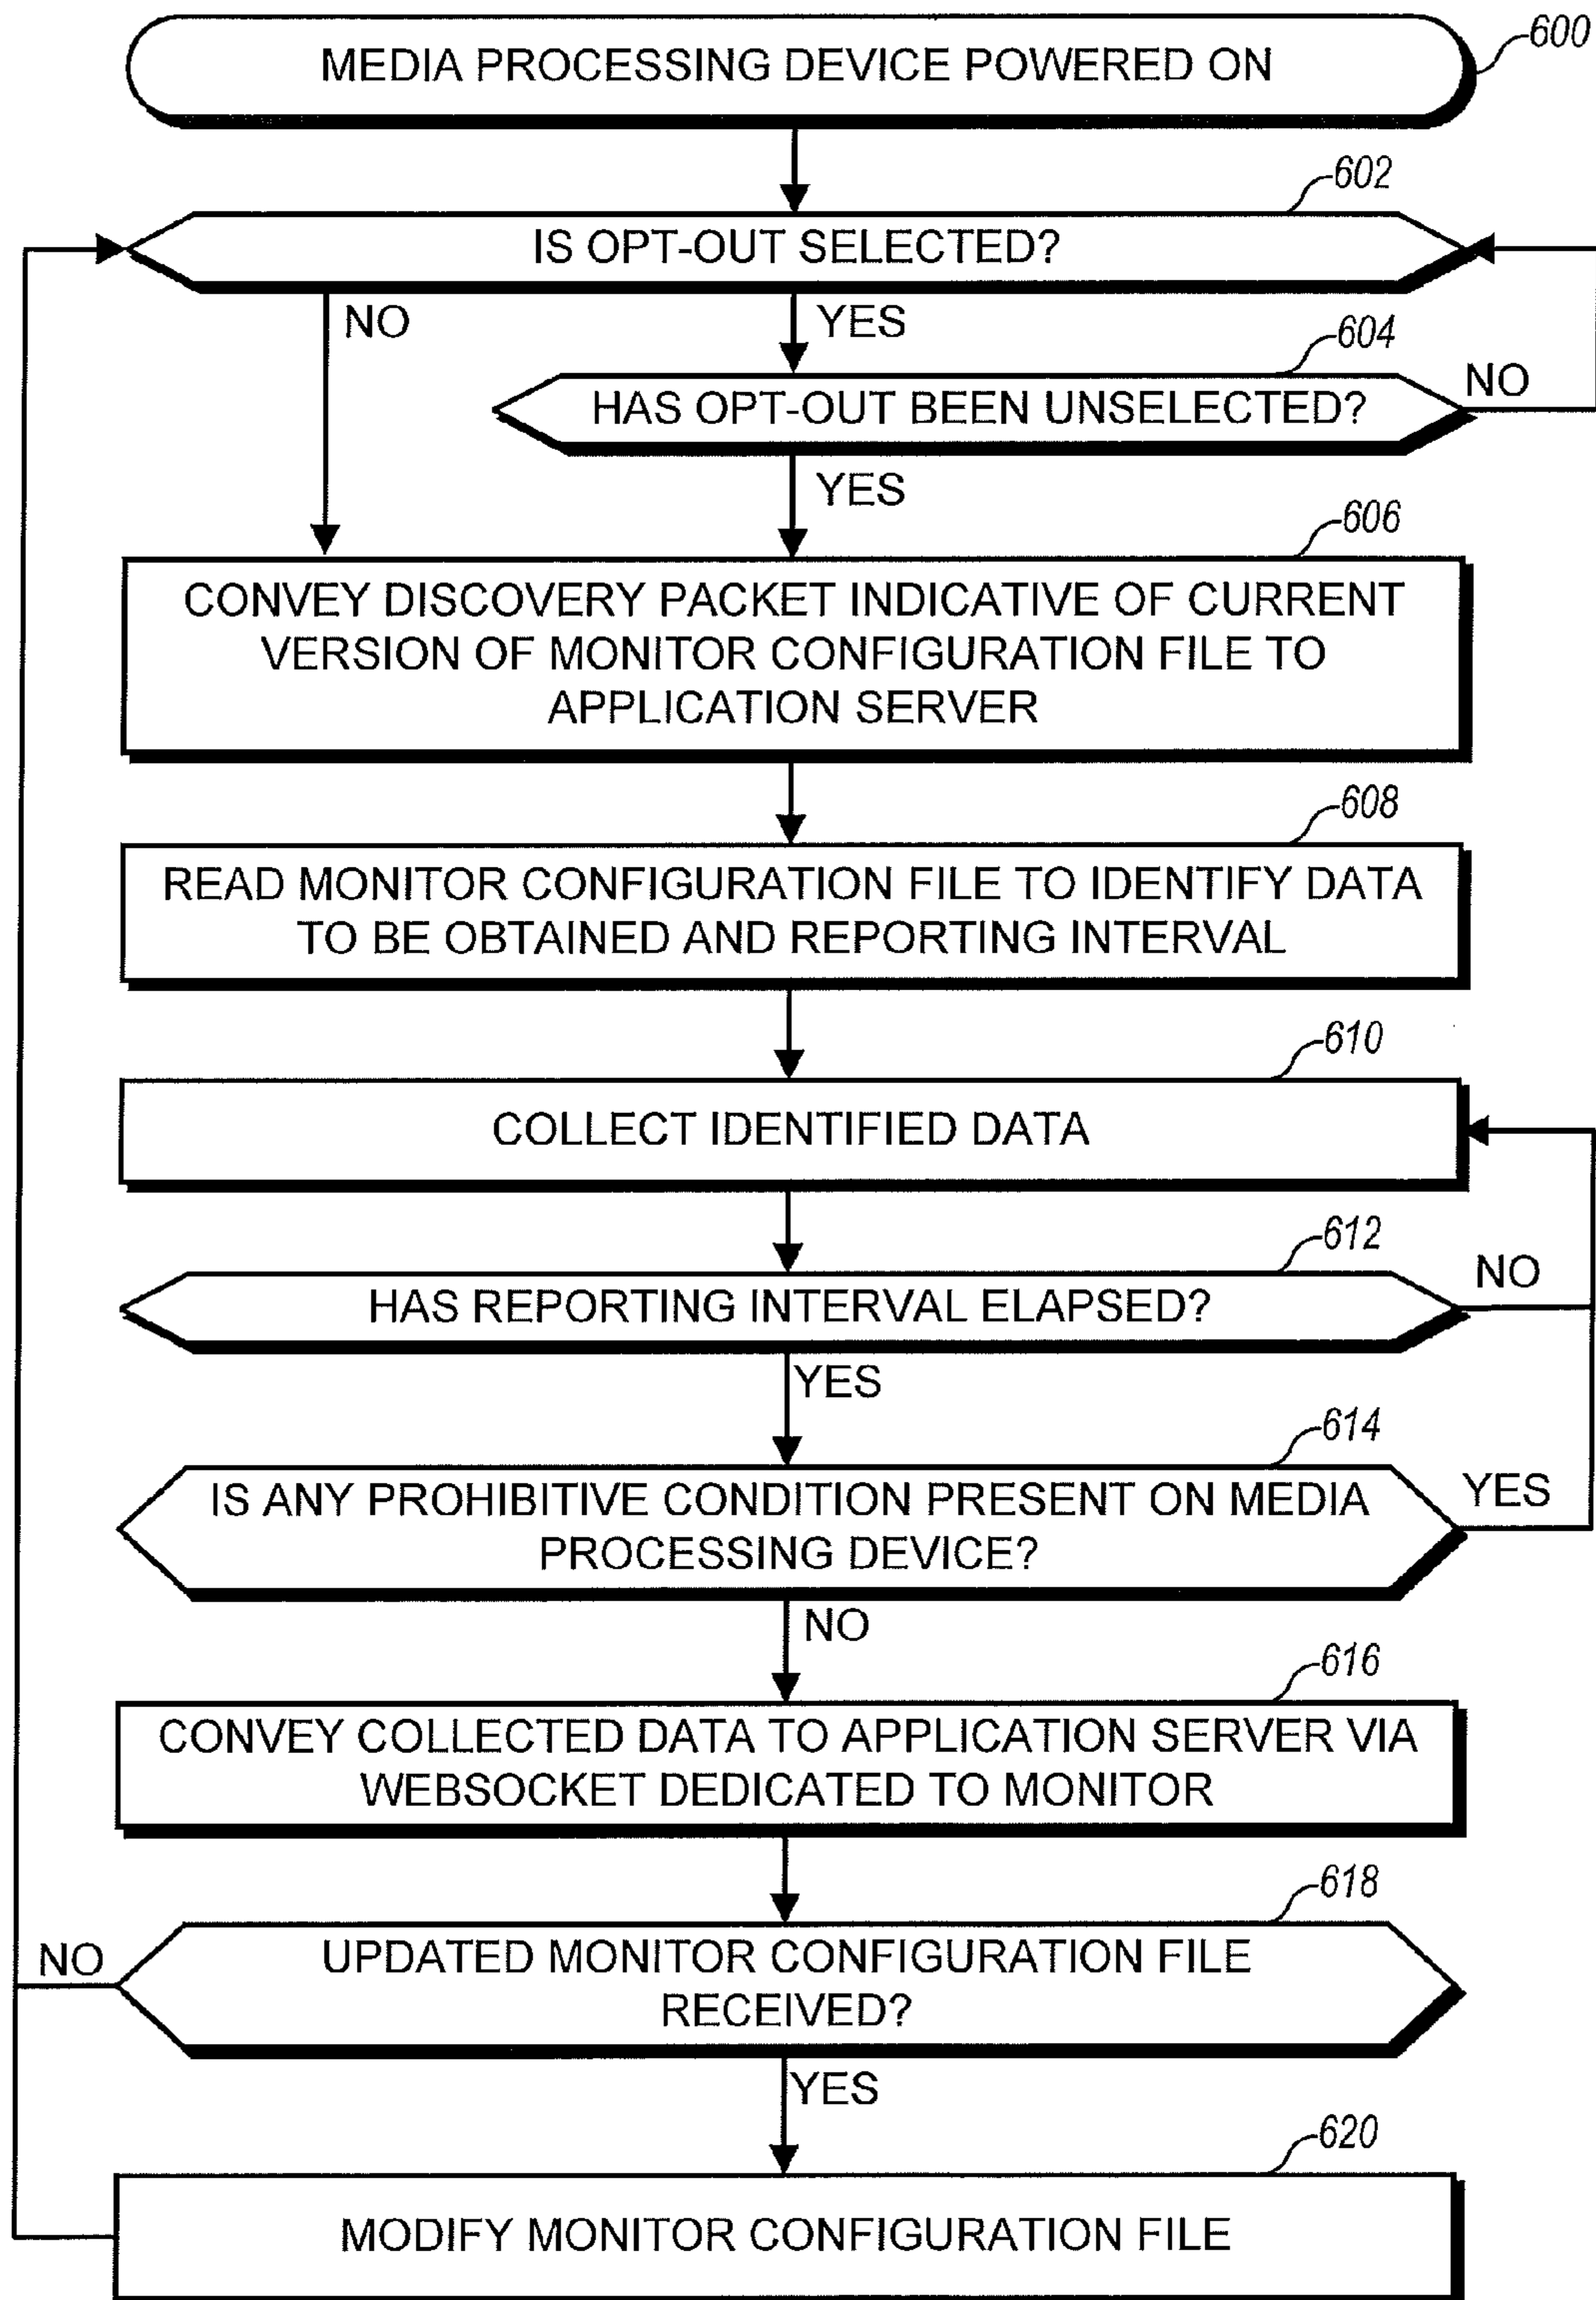 MEDIA PROCESSING DEVICE POWERED ON
600
602
IS OPT-OUT SELECTED?
NO
YES
604
HAS OPT-OUT BEEN UNSELECTED?
NO
YES
606
CONVEY DISCOVERY PACKET INDICATIVE OF CURRENT
VERSION OF MONITOR CONFIGURATION FILE TO
APPLICATION SERVER
608
READ MONITOR CONFIGURATION FILE TO IDENTIFY DATA
TO BE OBTAINED AND REPORTING INTERVAL
610
COLLECT IDENTIFIED DATA
612
HAS REPORTING INTERVAL ELAPSED?
NO
YES
614
IS ANY PROHIBITIVE CONDITION PRESENT ON MEDIA
PROCESSING DEVICE?
YES
NO
616
CONVEY COLLECTED DATA TO APPLICATION SERVER VIA
WEBSOCKET DEDICATED TO MONITOR
618
UPDATED MONITOR CONFIGURATION FILE
RECEIVED?
NO
YES
620
MODIFY MONITOR CONFIGURATION FILE